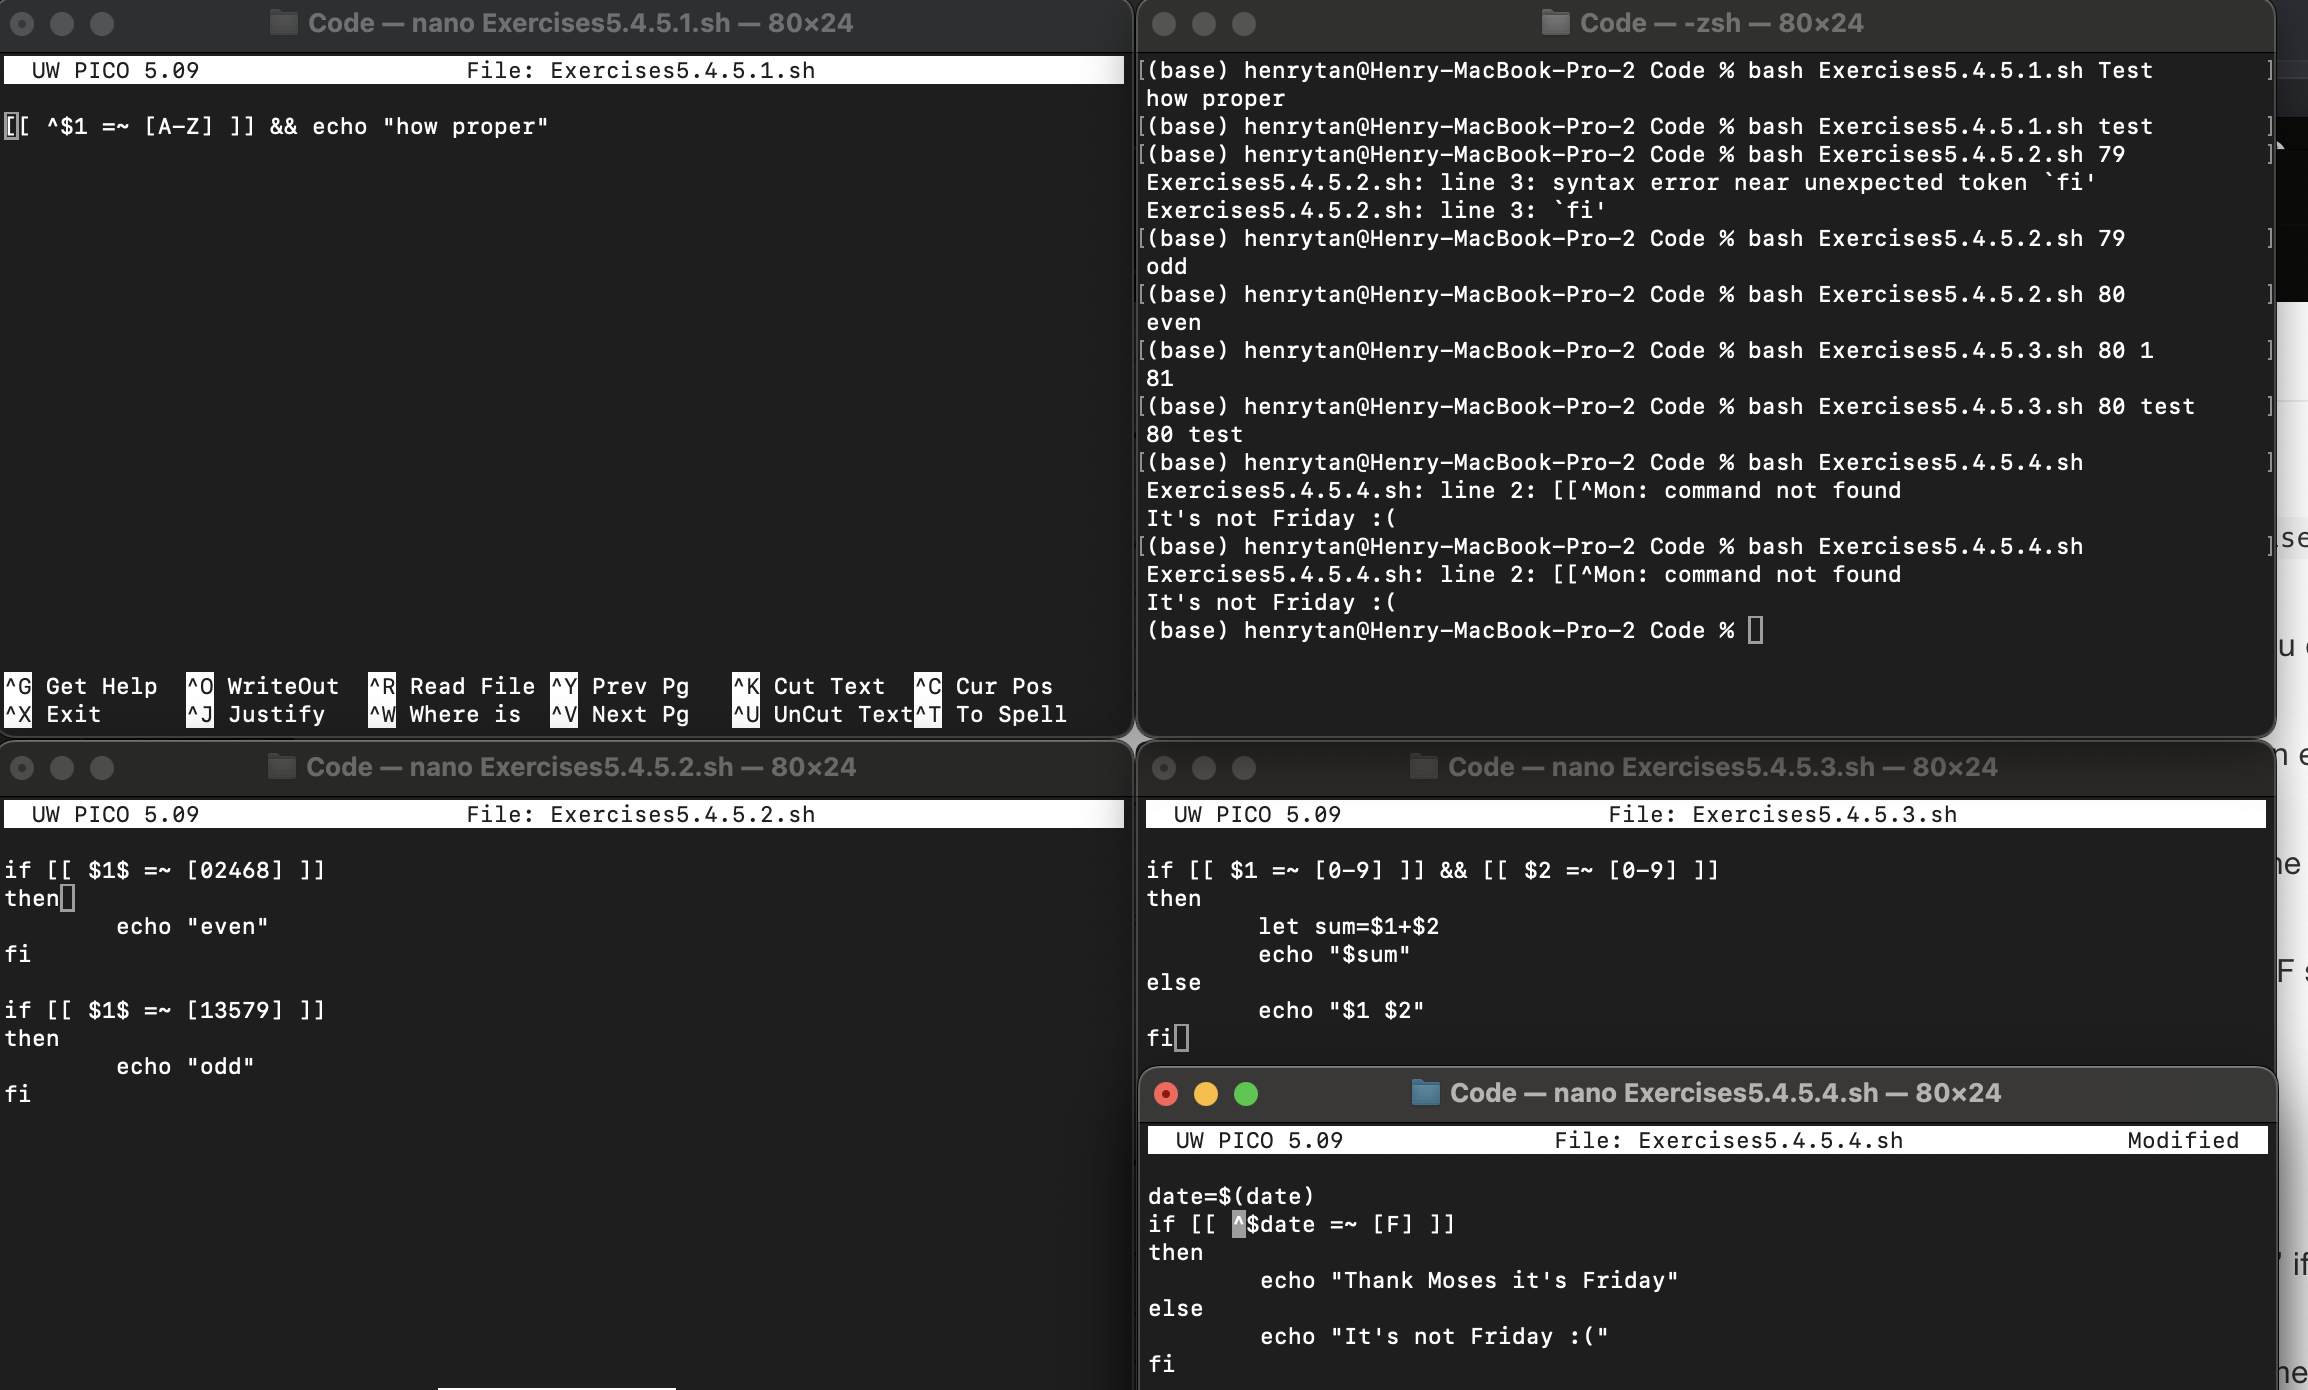 Code — nano Exercises5.4.5.1.sh — 80×24
UW PICO 5.09 File: Exercises5.4.5.1.sh
[[ ^$1 =~ [A-Z] ]] && echo "how proper"
^G Get Help ^O WriteOut ^R Read File ^Y Prev Pg ^K Cut Text ^C Cur Pos
^X Exit ^J Justify ^W Where is ^V Next Pg ^U UnCut Text ^T To Spell
Code — -zsh — 80×24
[(base) henrytan@Henry-MacBook-Pro-2 Code % bash Exercises5.4.5.1.sh Test ]
how proper
[(base) henrytan@Henry-MacBook-Pro-2 Code % bash Exercises5.4.5.1.sh test ]
[(base) henrytan@Henry-MacBook-Pro-2 Code % bash Exercises5.4.5.2.sh 79 ]
Exercises5.4.5.2.sh: line 3: syntax error near unexpected token `fi'
Exercises5.4.5.2.sh: line 3: `fi'
[(base) henrytan@Henry-MacBook-Pro-2 Code % bash Exercises5.4.5.2.sh 79 ]
odd
[(base) henrytan@Henry-MacBook-Pro-2 Code % bash Exercises5.4.5.2.sh 80 ]
even
[(base) henrytan@Henry-MacBook-Pro-2 Code % bash Exercises5.4.5.3.sh 80 1 ]
81
[(base) henrytan@Henry-MacBook-Pro-2 Code % bash Exercises5.4.5.3.sh 80 test ]
80 test
[(base) henrytan@Henry-MacBook-Pro-2 Code % bash Exercises5.4.5.4.sh ]
Exercises5.4.5.4.sh: line 2: [[^Mon: command not found
It's not Friday :(
[(base) henrytan@Henry-MacBook-Pro-2 Code % bash Exercises5.4.5.4.sh ]
Exercises5.4.5.4.sh: line 2: [[^Mon: command not found
It's not Friday :(
(base) henrytan@Henry-MacBook-Pro-2 Code %
Code — nano Exercises5.4.5.2.sh — 80×24
UW PICO 5.09 File: Exercises5.4.5.2.sh
if [[ $1$ =~ [02468] ]]
then
echo "even"
fi
if [[ $1$ =~ [13579] ]]
then
echo "odd"
fi
Code — nano Exercises5.4.5.3.sh — 80×24
UW PICO 5.09 File: Exercises5.4.5.3.sh
if [[ $1 =~ [0-9] ]] && [[ $2 =~ [0-9] ]]
then
let sum=$1+$2
echo "$sum"
else
echo "$1 $2"
fi
Code — nano Exercises5.4.5.4.sh — 80×24
UW PICO 5.09 File: Exercises5.4.5.4.sh Modified
date=$(date)
if [[ ^$date =~ [F] ]]
then
echo "Thank Moses it's Friday"
else
echo "It's not Friday :("
fi